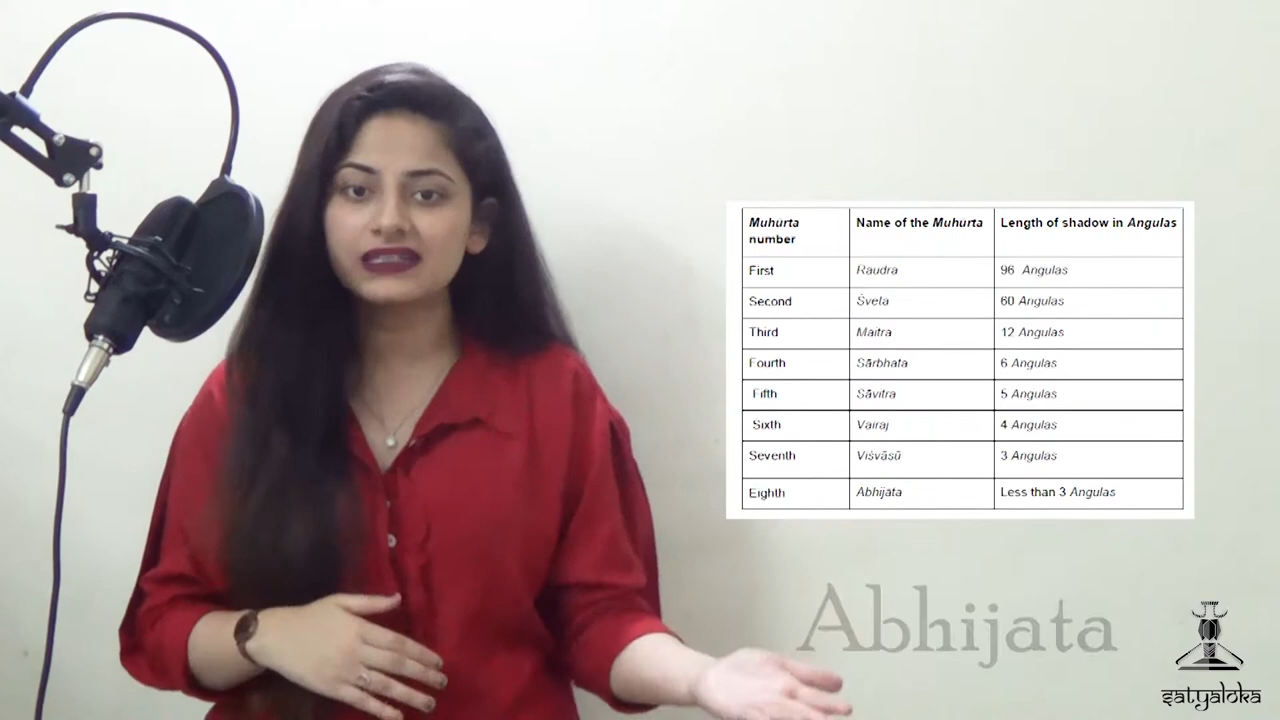 Muhurta number Name of the Muhurta Length of shadow in Angulas
First Raudra 96 Angulas
Second Śveta 60 Angulas
Third Maitra 12 Angulas
Fourth Sārbhata 6 Angulas
Fifth Sāvitra 5 Angulas
Sixth Vairaj 4 Angulas
Seventh Viśvāsū 3 Angulas
Eighth Abhijata Less than 3 Angulas
Abhijata
satyaloka